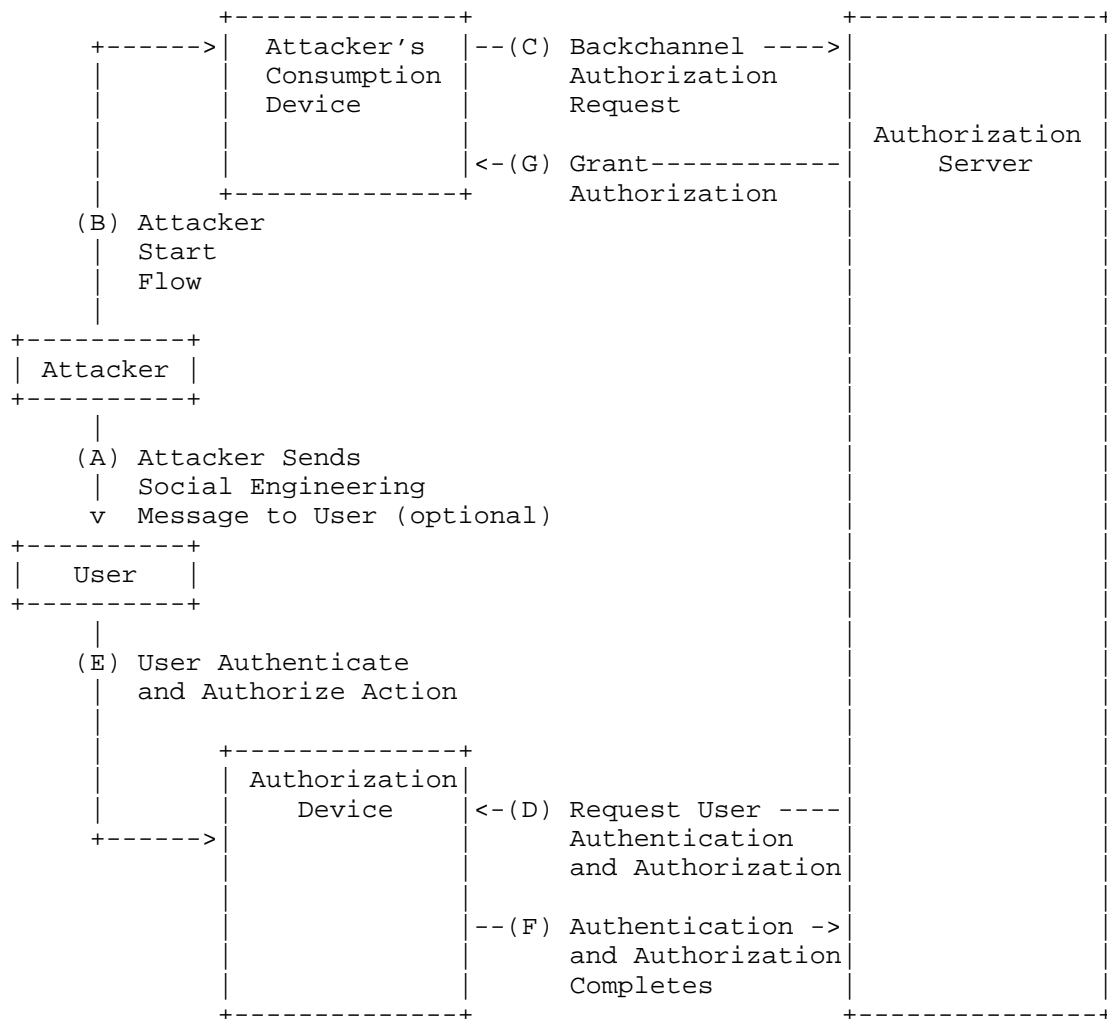 Attacker's |--(C) Backchannel ---->
Consumption Authorization
Device Request
Authorization
<-(G) Grant------------ Server
Authorization
(B) Attacker
Start
Flow
Attacker
(A) Attacker Sends
Social Engineering
v Message to User (optional)
User
(E) User Authenticate
and Authorize Action
Authorization
Device <-(D) Request User ----
Authentication
and Authorization
--(F) Authentication ->
and Authorization
Completes